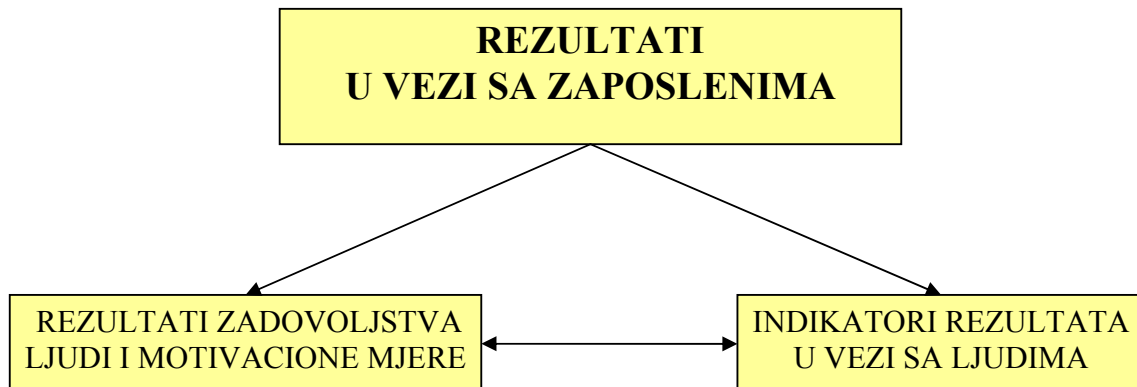 REZULTATI
U VEZI SA ZAPOSLENIMA
REZULTATI ZADOVOLJSTVA
LJUDI I MOTIVACIONE MJERE
INDIKATORI REZULTATA
U VEZI SA LJUDIMA